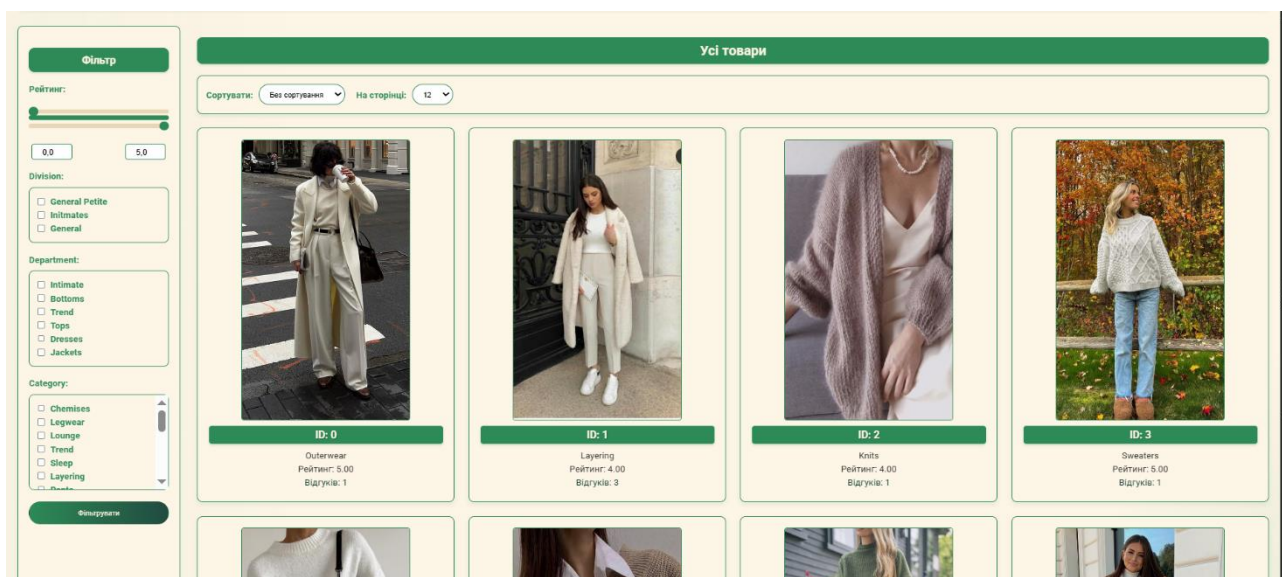 Фільтр
Рейтинг:
0,0 5,0
Division:
General Petite
Initmates
General
Department:
Intimate
Bottoms
Trend
Tops
Dresses
Jackets
Category:
Chemises
Legwear
Lounge
Trend
Sleep
Layering
Фільтрувати
Усі товари
Сортувати: Без сортування На сторінці: 12
ID: 0
Outerwear
Рейтинг: 5.00
Відгуків: 1
ID: 1
Layering
Рейтинг: 4.00
Відгуків: 3
ID: 2
Knits
Рейтинг: 4.00
Відгуків: 1
ID: 3
Sweaters
Рейтинг: 5.00
Відгуків: 1